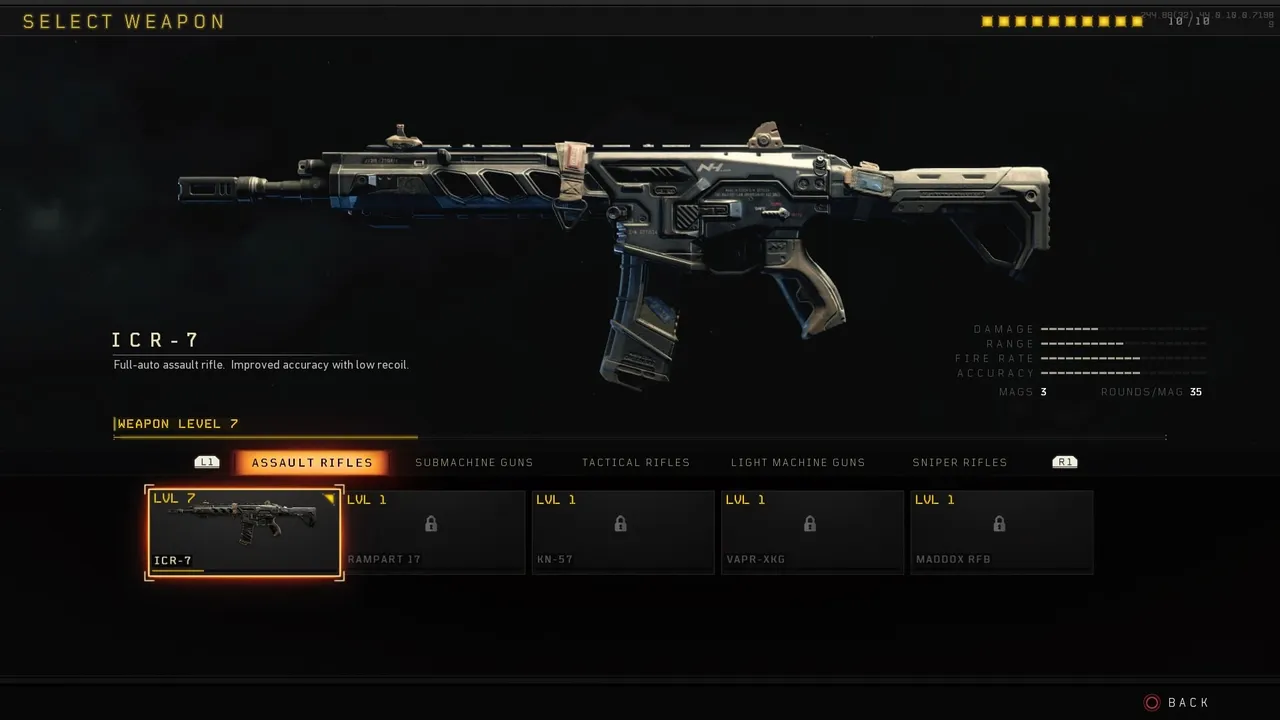 SELECT WEAPON
10/10
ICR-7
Full-auto assault rifle. Improved accuracy with low recoil.
DAMAGE
RANGE
FIRE RATE
ACCURACY
MAGS 3 ROUNDS/MAG 35
WEAPON LEVEL 7
L1 ASSAULT RIFLES SUBMACHINE GUNS TACTICAL RIFLES LIGHT MACHINE GUNS SNIPER RIFLES R1
LVL 7 LVL 1 LVL 1 LVL 1 LVL 1
ICR-7 RAMPART 17 KN-57 VAPR-XKG MADDOX RFB
BACK